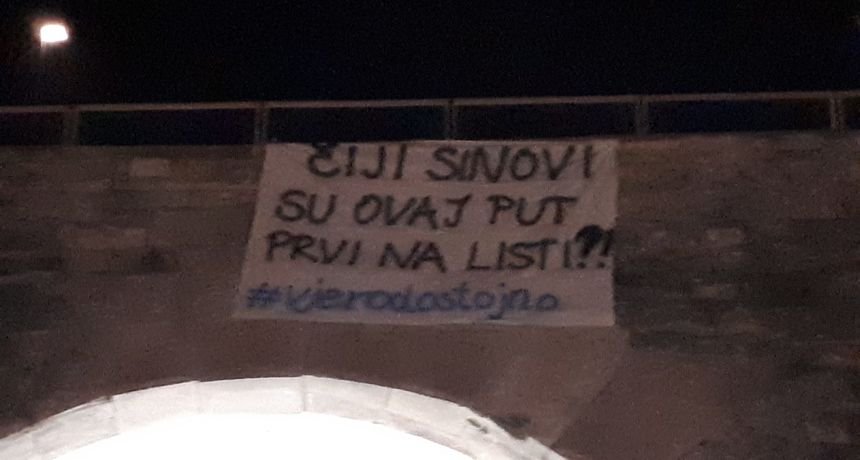 ČIJI SINOVI
SU OVAJ PUT
PRVI NA LISTI?!
#vjerodostojno